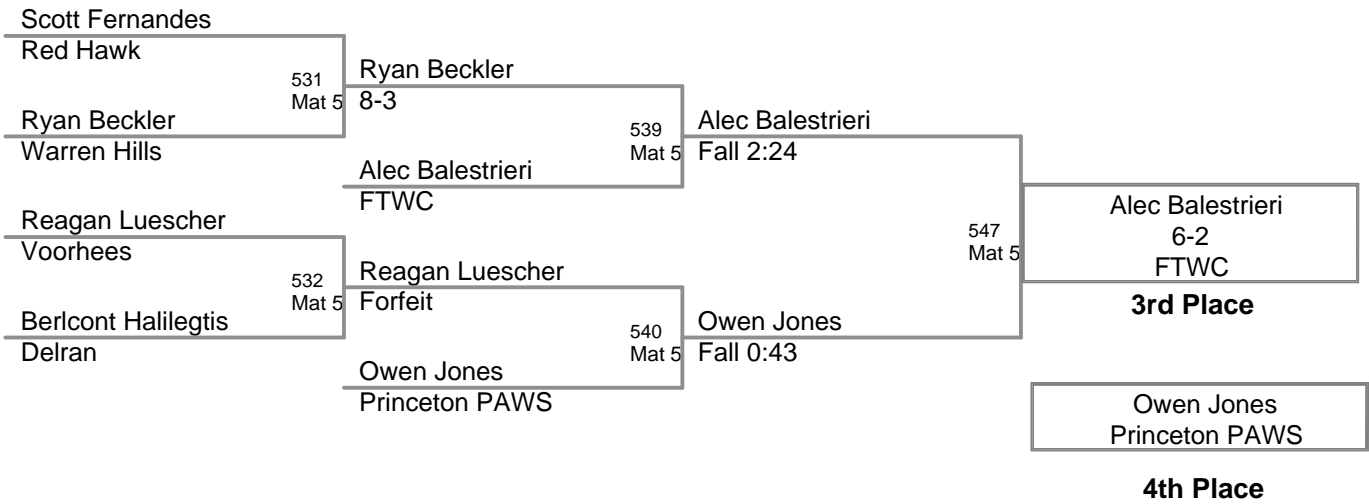 Scott Fernandes
Red Hawk
531
Mat 5
Ryan Beckler
8-3
Ryan Beckler
Warren Hills
539
Mat 5
Alec Balestrieri
Fall 2:24
Alec Balestrieri
FTWC
Reagan Luescher
Voorhees
547
Mat 5
Alec Balestrieri
6-2
FTWC
3rd Place
532
Mat 5
Reagan Luescher
Forfeit
Berlcont Halilegtis
Delran
540
Mat 5
Owen Jones
Fall 0:43
Owen Jones
Princeton PAWS
Owen Jones
Princeton PAWS
4th Place